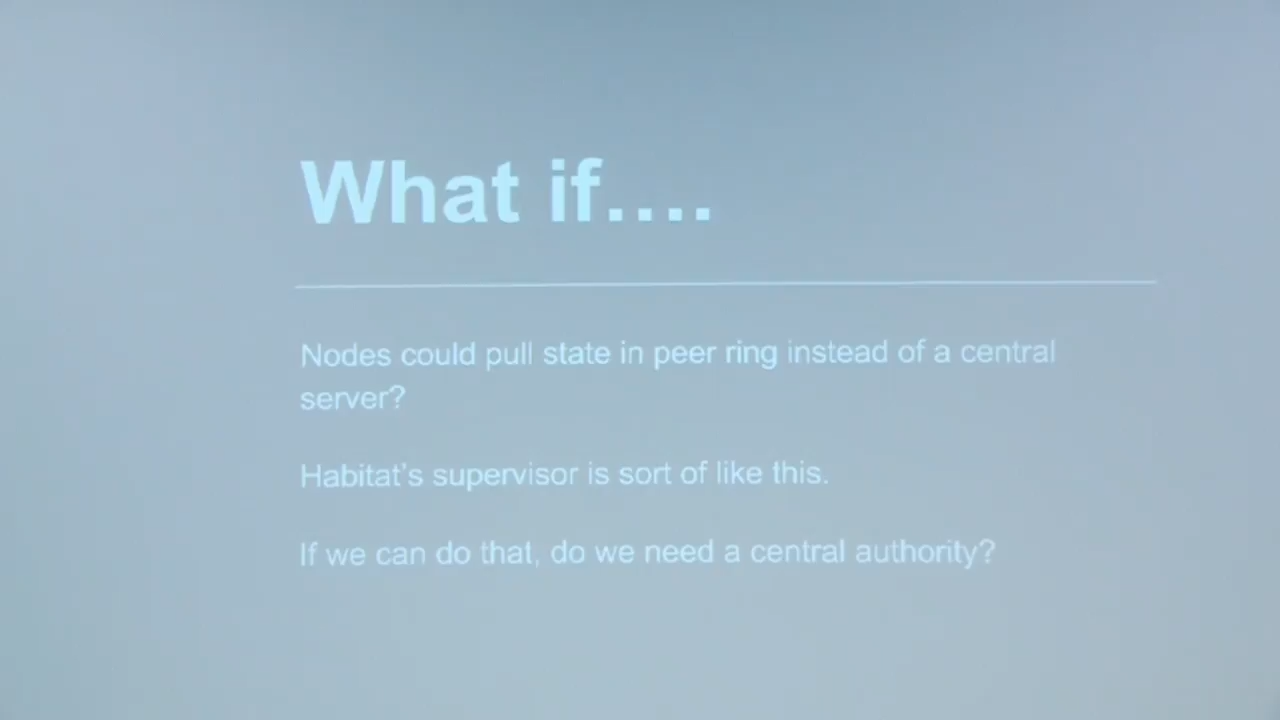 What if....
Nodes could pull state in peer ring instead of a central
server?
Habitat's supervisor is sort of like this.
If we can do that, do we need a central authority?